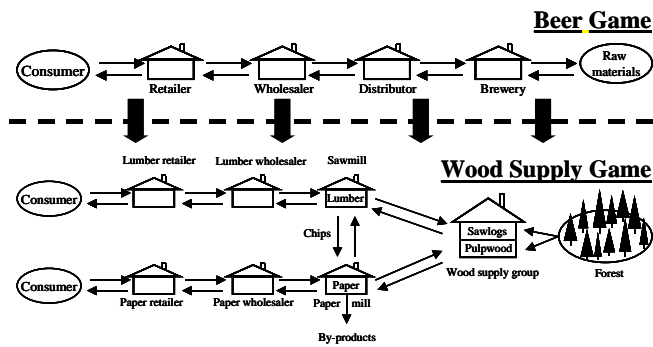 Beer Game
Consumer
Raw
materials
Retailer
Wholesaler
Distributor
Brewery
Wood Supply Game
Lumber retailer
Lumber wholesaler
Sawmill
Consumer
Lumber
Chips
Sawlogs
Pulpwood
Wood supply group
Forest
Consumer
Paper
Paper retailer
Paper wholesaler
Paper mill
By-products